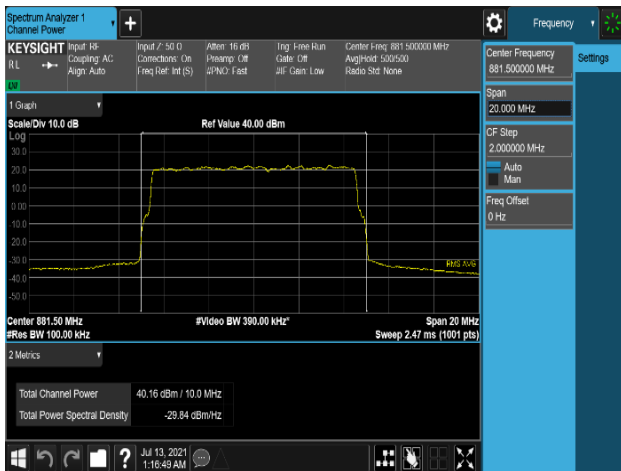 Spectrum Analyzer 1
Channel Power
+
Frequency
KEYSIGHT
RL
Input: RF
Coupling: AC
Align: Auto
Input Z: 50 Ω
Corrections: On
Freq Ref: Int (S)
Atten: 16 dB
Preamp: Off
#PNO: Fast
Trig: Free Run
Gate: Off
#IF Gain: Low
Center Freq: 881.500000 MHz
Avg|Hold: 500/500
Radio Std: None
1 Graph
Scale/Div 10.0 dB
Ref Value 40.00 dBm
Log
30.0
20.0
10.0
0.00
-10.0
-20.0
-30.0
-40.0
-50.0
RMS AVG
Center 881.50 MHz
#Video BW 390.00 kHz*
Span 20 MHz
#Res BW 100.00 kHz
Sweep 2.47 ms (1001 pts)
2 Metrics
Total Channel Power
40.16 dBm / 10.0 MHz
Total Power Spectral Density
-29.84 dBm/Hz
Center Frequency
881.500000 MHz
Settings
Span
20.000 MHz
CF Step
2.000000 MHz
Auto
Man
Freq Offset
0 Hz
?
Jul 13, 2021
1:16:49 AM